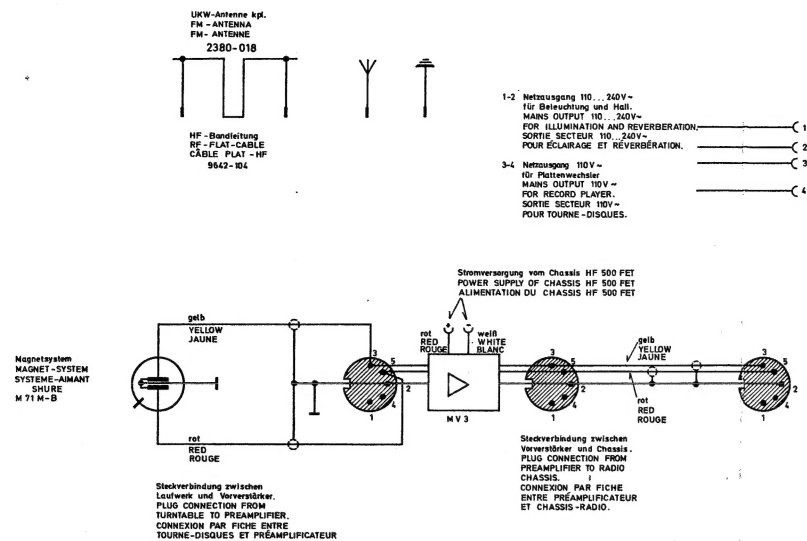 UKW-Antenne kpl.
FM - ANTENNA
FM - ANTENNE
2380-018
HF - Bandleitung
RF - FLAT-CABLE
CÂBLE PLAT - HF
9642-104
1-2 Netzausgang 110...240V~
für Beleuchtung und Hall.
MAINS OUTPUT 110...240V~
FOR ILLUMINATION AND REVERBERATION.
SORTIE SECTEUR 110...240V~
POUR ÉCLAIRAGE ET RÉVERBÉRATION.
1
2
3
4
3-4 Netzausgang 110V~
für Plattenwechsler
MAINS OUTPUT 110V~
FOR RECORD PLAYER.
SORTIE SECTEUR 110V~
POUR TOURNE-DISQUES.
Stromversorgung vom Chassis HF 500 FET
POWER SUPPLY OF CHASSIS HF 500 FET
ALIMENTATION DU CHASSIS HF 500 FET
gelb
YELLOW
JAUNE
rot
RED
ROUGE
+
-
weiß
WHITE
BLANC
gelb
YELLOW
JAUNE
Magnetsystem
MAGNET-SYSTEM
SYSTEME-AIMANT
SHURE
M 71 M-B
3
5
2
4
1
MV3
3
5
2
4
1
3
5
2
4
1
rot
RED
ROUGE
rot
RED
ROUGE
Steckverbindung zwischen
Laufwerk und Vorverstärker.
PLUG CONNECTION FROM
TURNTABLE TO PREAMPLIFIER.
CONNEXION PAR FICHE ENTRE
TOURNE-DISQUES ET PRÉAMPLIFICATEUR
Steckverbindung zwischen
Vorverstärker und Chassis.
PLUG CONNECTION FROM
PREAMPLIFIER TO RADIO
CHASSIS.
CONNEXION PAR FICHE
ENTRE PRÉAMPLIFICATEUR
ET CHASSIS-RADIO.